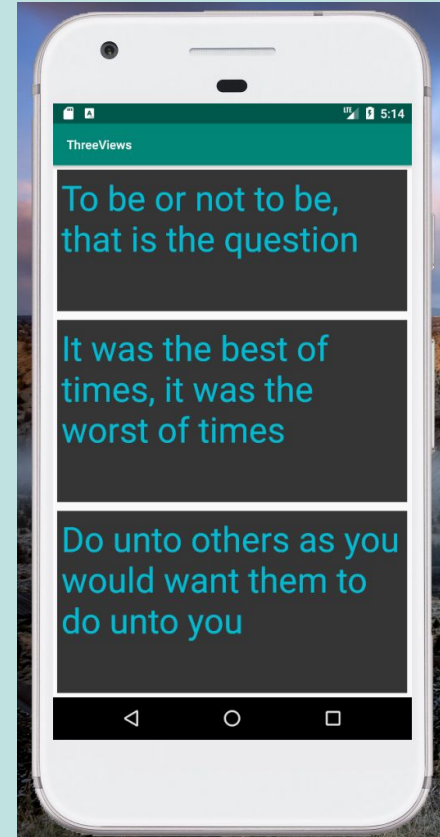 LTE 5:14
A
ThreeViews
To be or not to be,
that is the question
It was the best of
times, it was the
worst of times
Do unto others as you
would want them to
do unto you